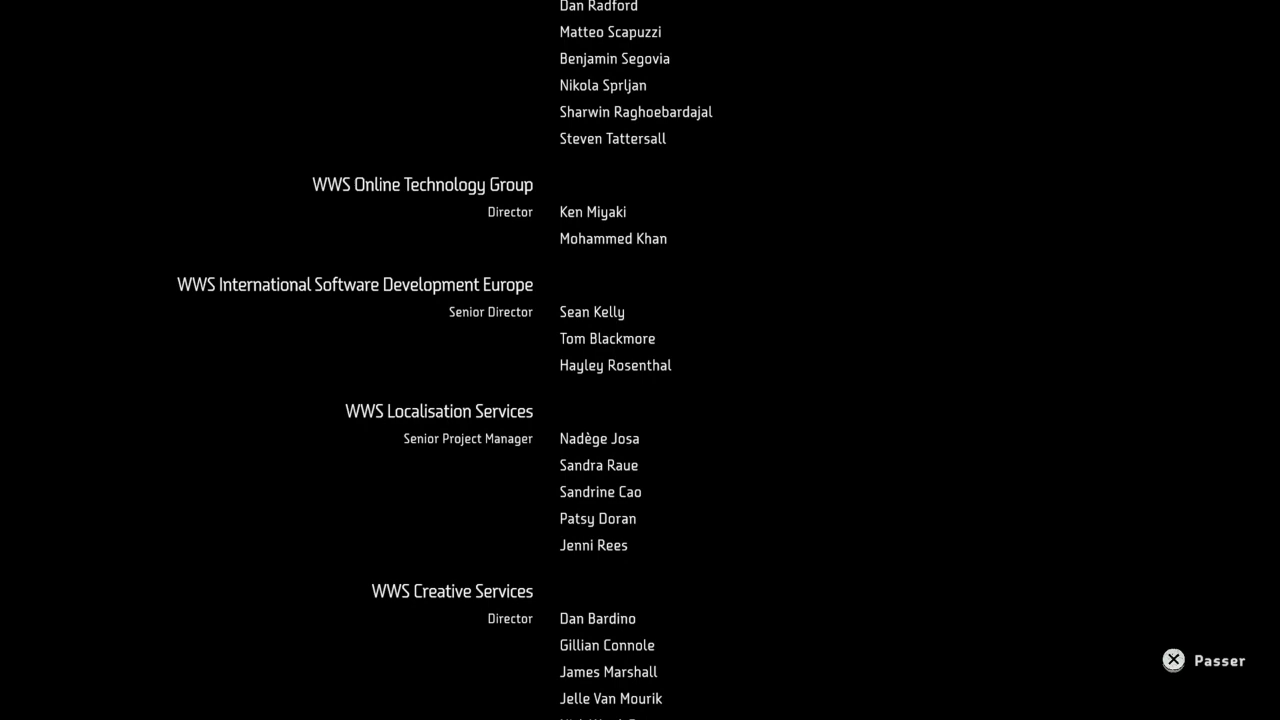 Dan Radford
Matteo Scapuzzi
Benjamin Segovia
Nikola Sprljan
Sharwin Raghoebardajal
Steven Tattersall
WWS Online Technology Group
Director Ken Miyaki
Mohammed Khan
WWS International Software Development Europe
Senior Director Sean Kelly
Tom Blackmore
Hayley Rosenthal
WWS Localisation Services
Senior Project Manager Nadège Josa
Sandra Raue
Sandrine Cao
Patsy Doran
Jenni Rees
WWS Creative Services
Director Dan Bardino
Gillian Connole
James Marshall
Jelle Van Mourik
Passer